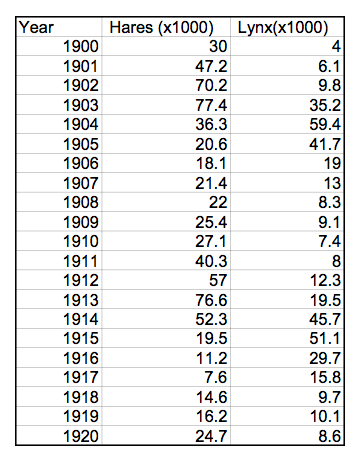 Year Hares (x1000) Lynx(x1000)
1900 30 4
1901 47.2 6.1
1902 70.2 9.8
1903 77.4 35.2
1904 36.3 59.4
1905 20.6 41.7
1906 18.1 19
1907 21.4 13
1908 22 8.3
1909 25.4 9.1
1910 27.1 7.4
1911 40.3 8
1912 57 12.3
1913 76.6 19.5
1914 52.3 45.7
1915 19.5 51.1
1916 11.2 29.7
1917 7.6 15.8
1918 14.6 9.7
1919 16.2 10.1
1920 24.7 8.6